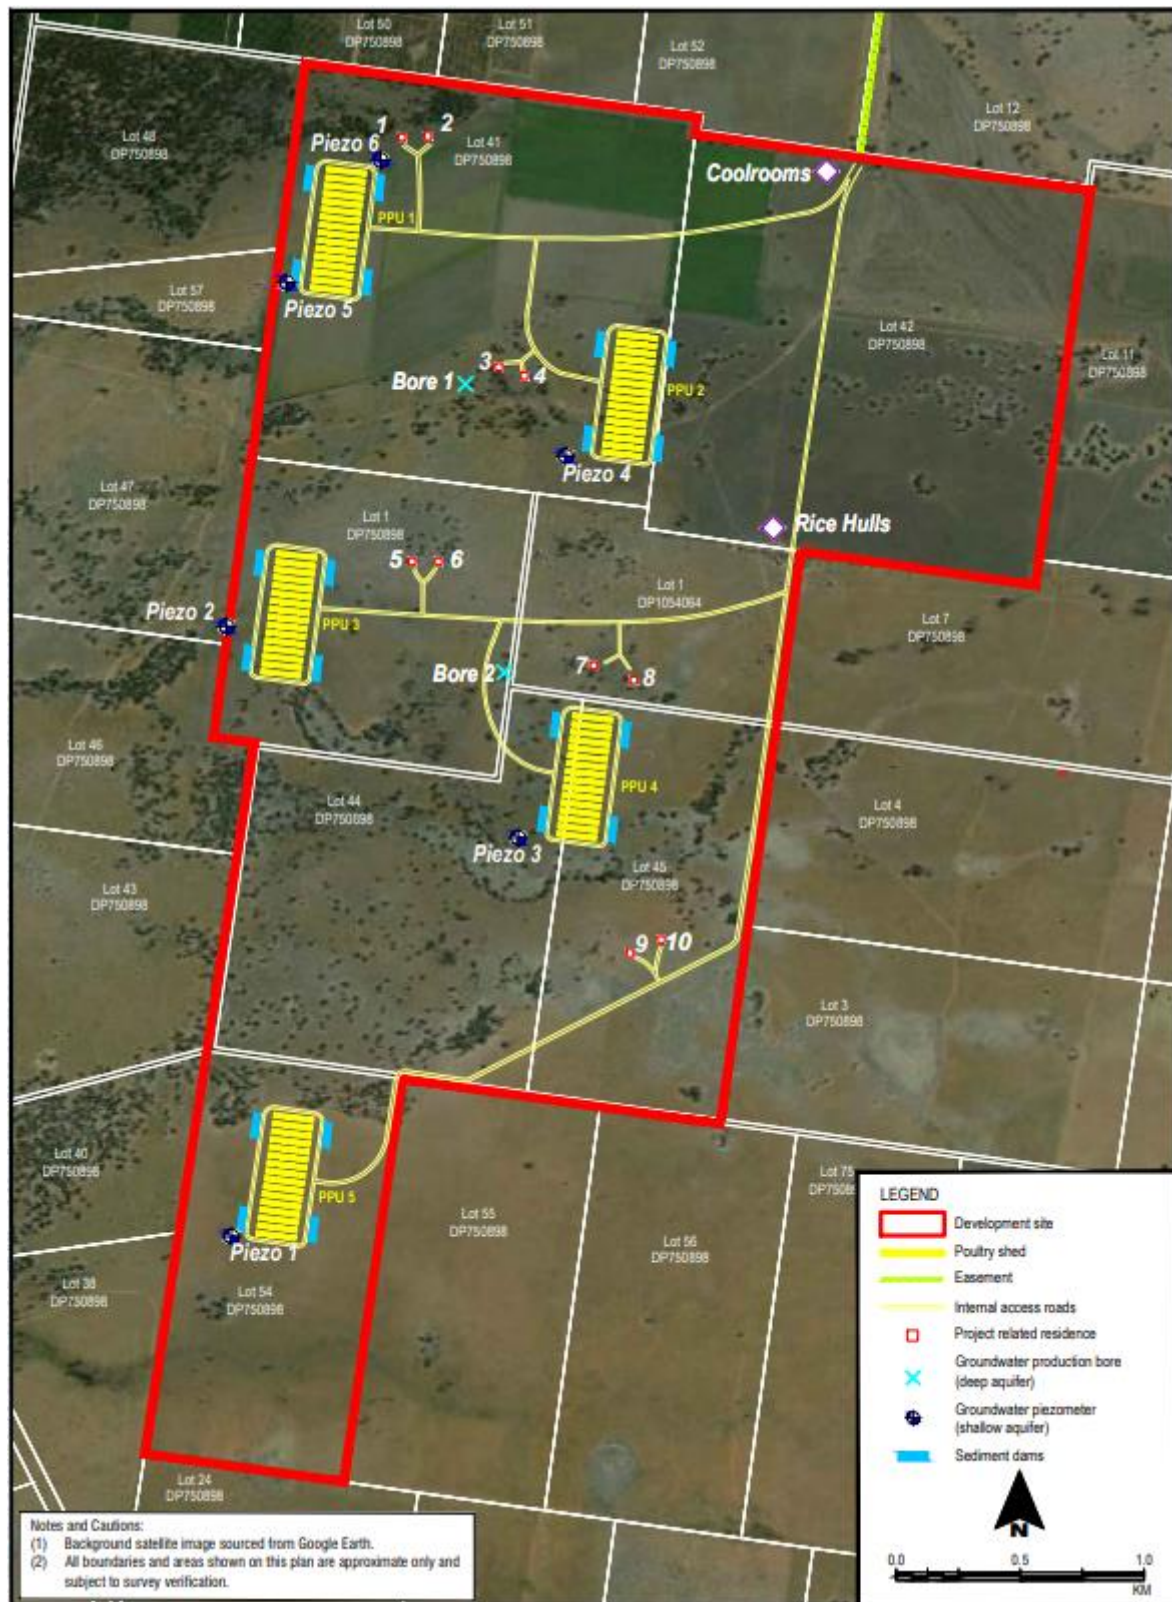 Lot 50
DP750898
Lot 51
DP750898
Lot 52
DP750898
Lot 12
DP750898
Lot 48
DP750898
1
2
Piezo 6
Lot 41
DP750898
Coolrooms
PPU 1
Lot 57
DP750898
Piezo 5
Lot 42
DP750898
Lot 11
DP750898
3
4
Bore 1
PPU 2
Piezo 4
Lot 47
DP750898
Lot 1
DP750898
Rice Hulls
5
6
Lot 1
DP1054064
Piezo 2
PPU 3
Lot 7
DP750898
7
8
Bore 2
Lot 46
DP750898
PPU 4
Lot 44
DP750898
Lot 4
DP750898
Piezo 3
Lot 45
DP750898
Lot 43
DP750898
9
10
Lot 3
DP750898
Lot 40
DP750898
PPU 5
Lot 75
Lot 55
DP750898
Lot 56
DP750898
Piezo 1
Lot 38
DP750898
Lot 54
DP750898
Lot 24
DP750898
LEGEND
Development site
Poultry shed
Easement
Internal access roads
Project related residence
Groundwater production bore
(deep aquifer)
Groundwater piezometer
(shallow aquifer)
Sediment dams
N
0.0 0.5 1.0
KM
Notes and Cautions:
(1) Background satellite image sourced from Google Earth.
(2) All boundaries and areas shown on this plan are approximate only and
subject to survey verification.